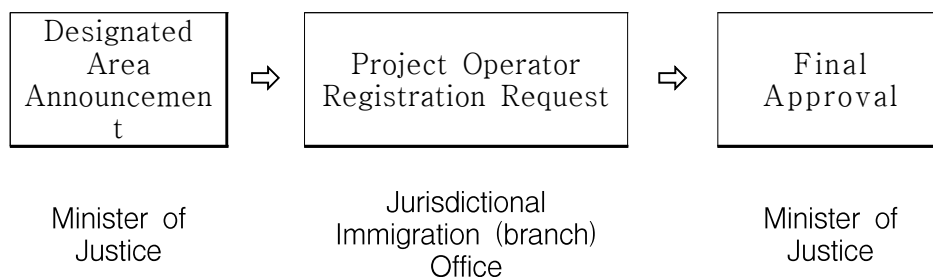 Designated
Area
Announcemen
t
⇨
Project Operator
Registration Request
⇨
Final
Approval
Minister of
Justice
Jurisdictional
Immigration (branch)
Office
Minister of
Justice